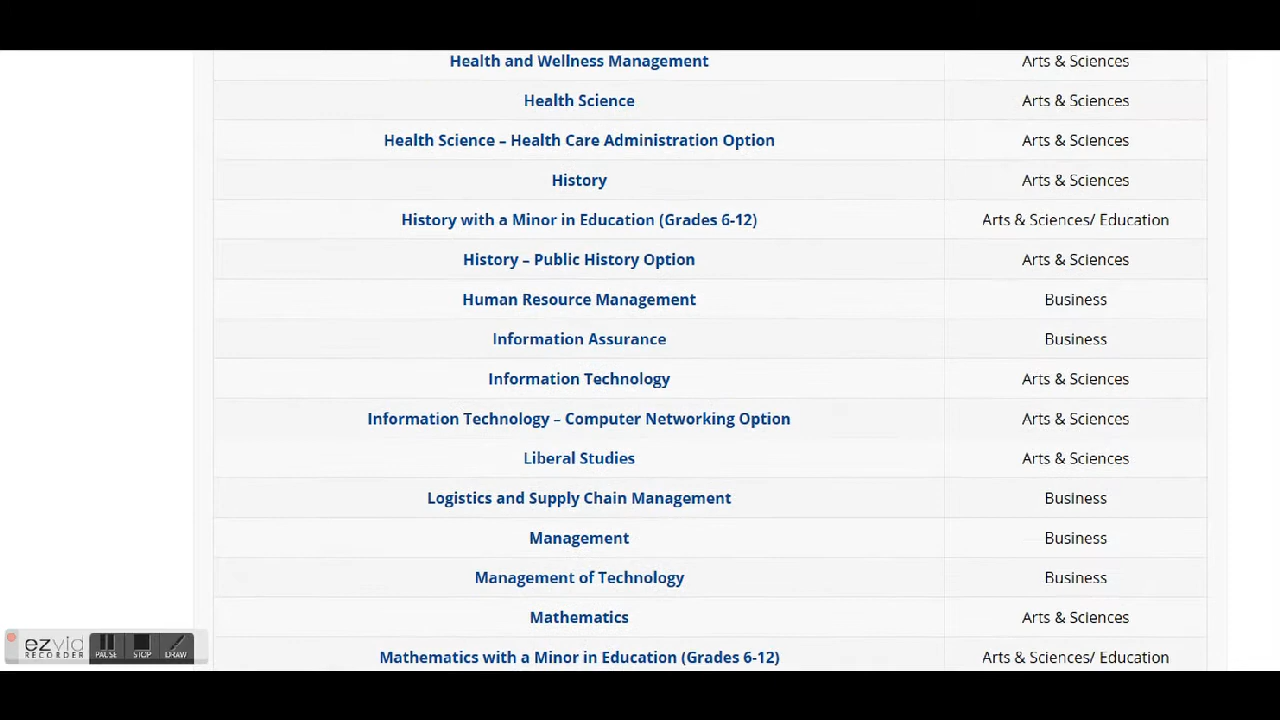 Health and Wellness Management Arts & Sciences
Health Science Arts & Sciences
Health Science – Health Care Administration Option Arts & Sciences
History Arts & Sciences
History with a Minor in Education (Grades 6-12) Arts & Sciences/ Education
History – Public History Option Arts & Sciences
Human Resource Management Business
Information Assurance Business
Information Technology Arts & Sciences
Information Technology – Computer Networking Option Arts & Sciences
Liberal Studies Arts & Sciences
Logistics and Supply Chain Management Business
Management Business
Management of Technology Business
Mathematics Arts & Sciences
Mathematics with a Minor in Education (Grades 6-12) Arts & Sciences/ Education
ezvid
RECORDER
PAUSE STOP DRAW